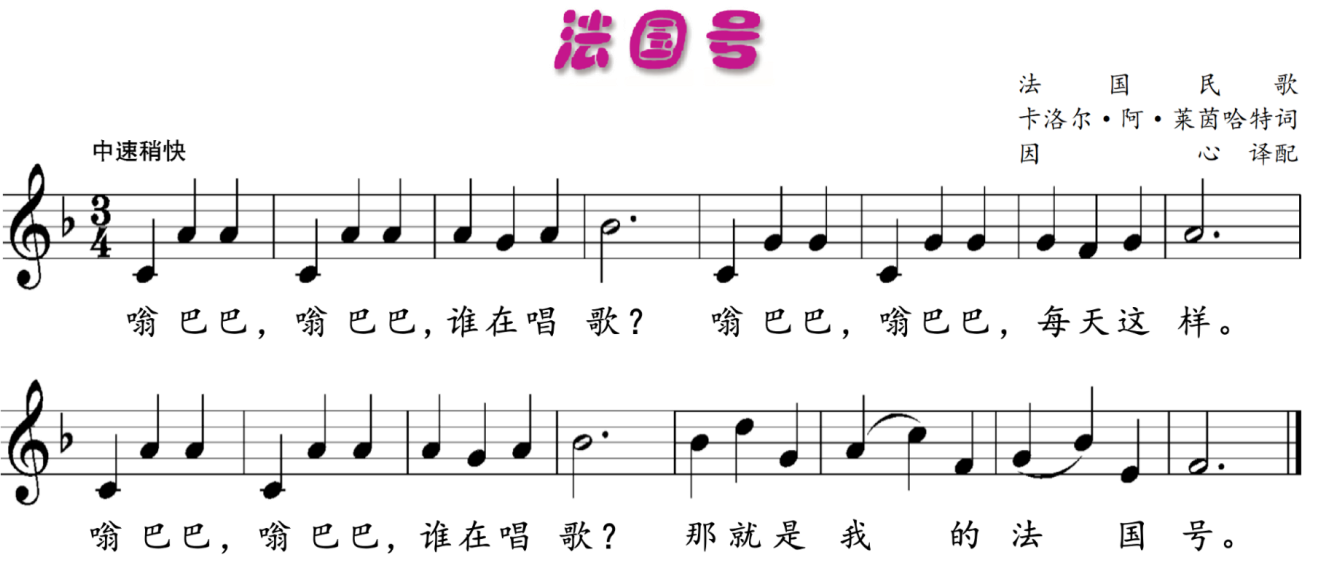 法国号
法 国 民 歌
卡洛尔·阿·莱茵哈特词
因 心 译配
中速稍快
3
4
嗡巴巴,嗡巴巴,谁在唱歌? 嗡巴巴,嗡巴巴,每天这样。
嗡巴巴,嗡巴巴,谁在唱歌? 那就是我的法国号。